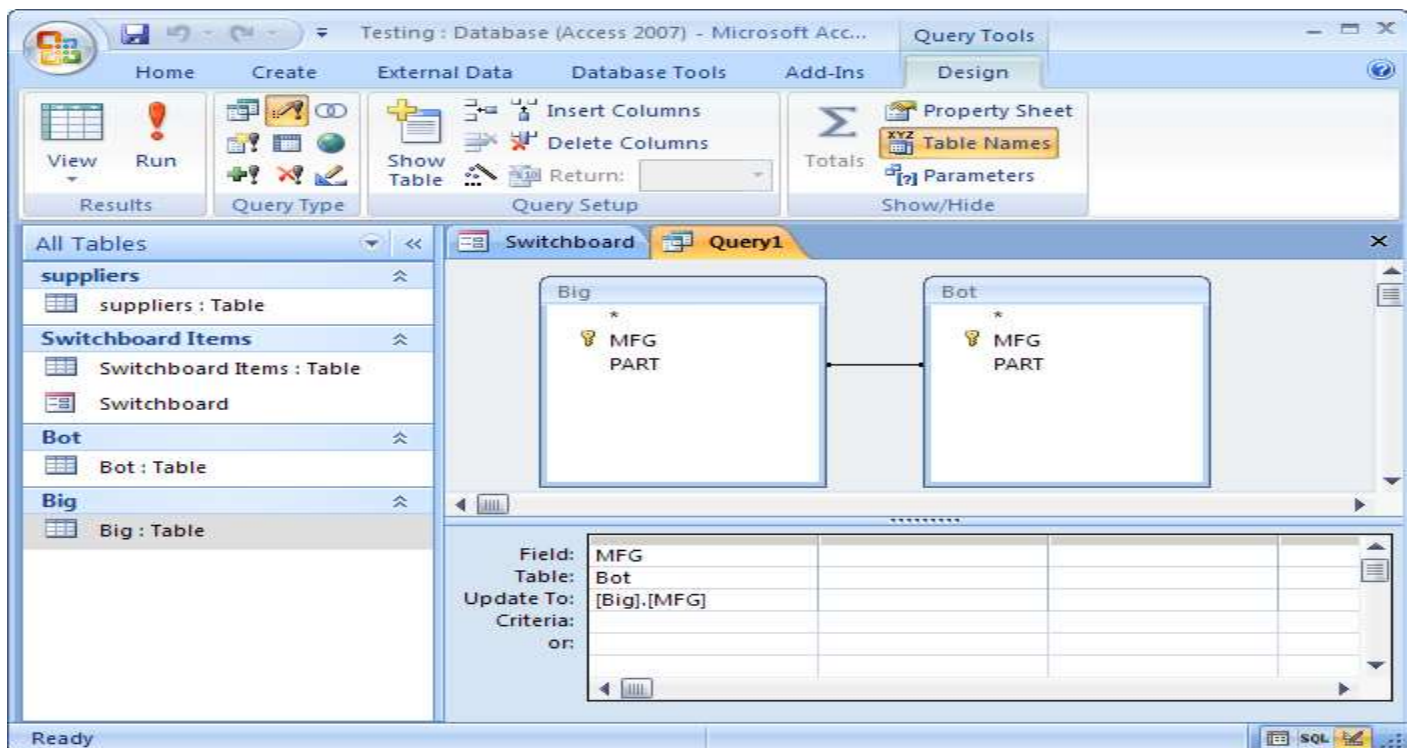 Testing : Database (Access 2007) - Microsoft Acc...
Query Tools
Home Create External Data Database Tools Add-Ins Design
View
Run
Results
Query Type
Show Table
Insert Columns
Delete Columns
Return:
Query Setup
Totals
XYZ
Property Sheet
Table Names
[?] Parameters
Show/Hide
All Tables
suppliers
suppliers : Table
Switchboard Items
Switchboard Items : Table
Switchboard
Bot
Bot : Table
Big
Big : Table
Switchboard Query1
Big
*
MFG
PART
Bot
*
MFG
PART
Field: MFG
Table: Bot
Update To: [Big].[MFG]
Criteria:
or:
Ready
SQL